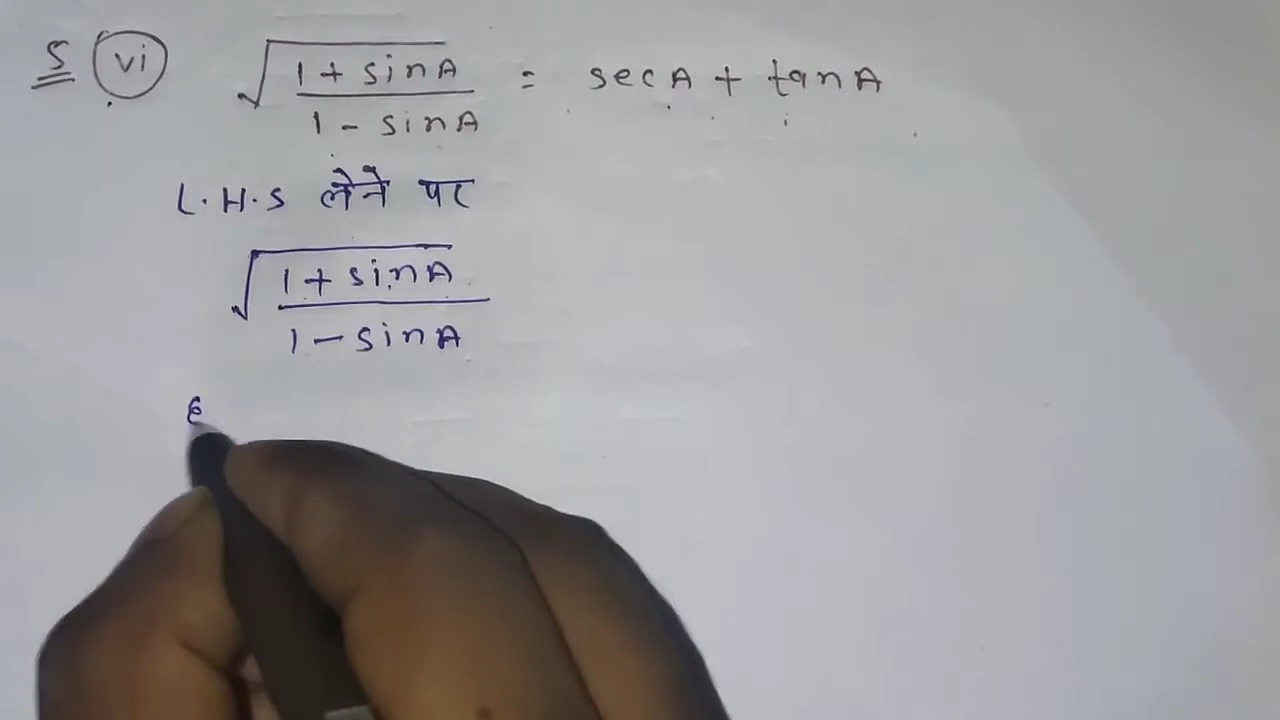 5 (vi) √(1 + sinA / 1 - sinA) = secA + tanA
L.H.S लेने पर
√(1 + sinA / 1 - sinA)